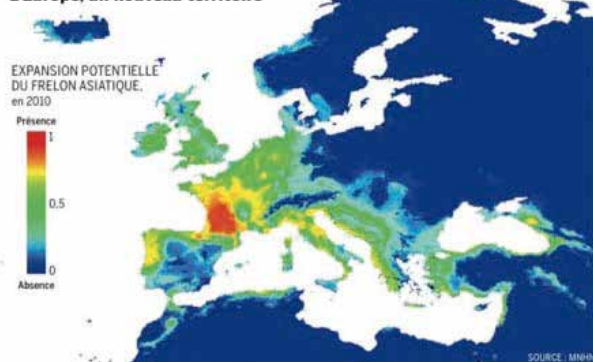 EXPANSION POTENTIELLE
DU FRELON ASIATIQUE,
en 2010
Présence
1
0,5
0
Absence
SOURCE : MNHN